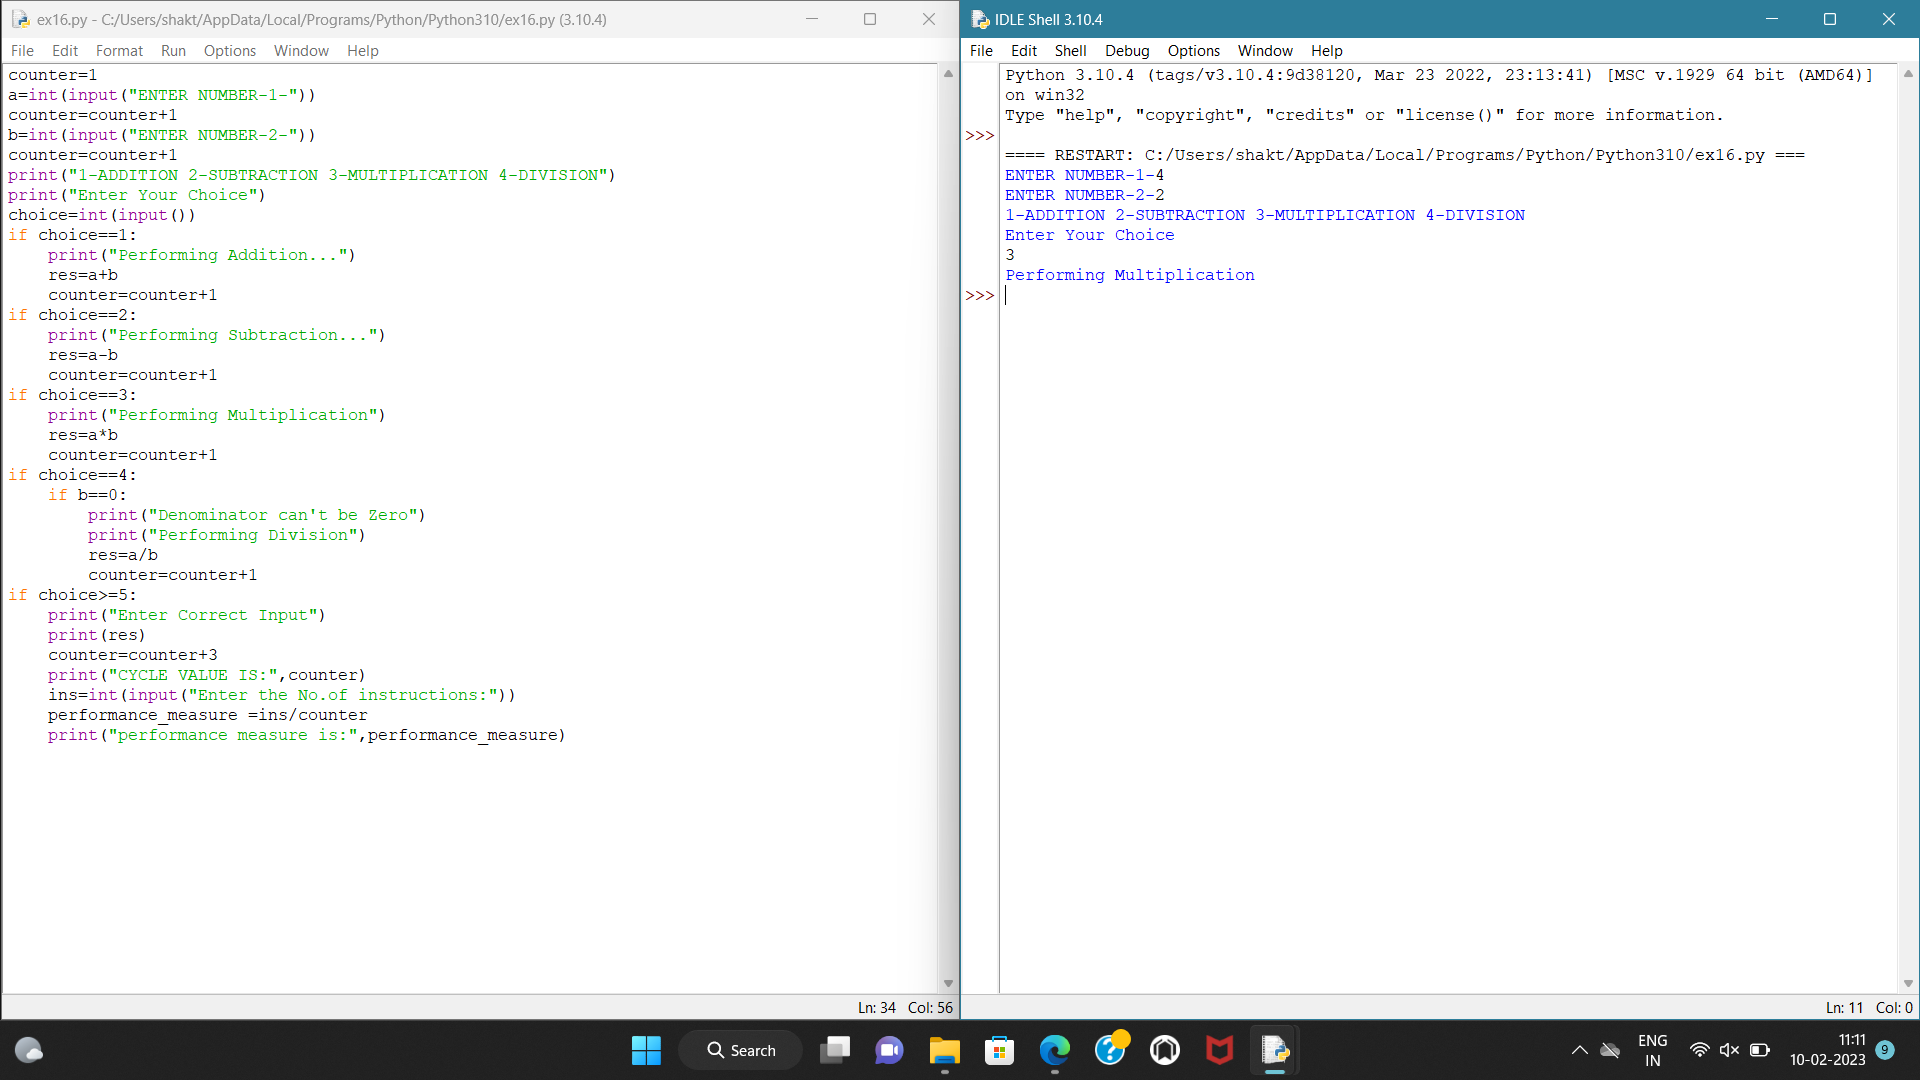 ex16.py - C:/Users/shakt/AppData/Local/Programs/Python/Python310/ex16.py (3.10.4)
File Edit Format Run Options Window Help
counter=1
a=int(input("ENTER NUMBER-1-"))
counter=counter+1
b=int(input("ENTER NUMBER-2-"))
counter=counter+1
print("1-ADDITION 2-SUBTRACTION 3-MULTIPLICATION 4-DIVISION")
print("Enter Your Choice")
choice=int(input())
if choice==1:
    print("Performing Addition...")
    res=a+b
    counter=counter+1
if choice==2:
    print("Performing Subtraction...")
    res=a-b
    counter=counter+1
if choice==3:
    print("Performing Multiplication")
    res=a*b
    counter=counter+1
if choice==4:
    if b==0:
        print("Denominator can't be Zero")
        print("Performing Division")
        res=a/b
        counter=counter+1
if choice>=5:
    print("Enter Correct Input")
    print(res)
    counter=counter+3
    print("CYCLE VALUE IS:",counter)
    ins=int(input("Enter the No.of instructions:"))
    performance_measure =ins/counter
    print("performance measure is:",performance_measure)
Ln: 34 Col: 56
IDLE Shell 3.10.4
File Edit Shell Debug Options Window Help
Python 3.10.4 (tags/v3.10.4:9d38120, Mar 23 2022, 23:13:41) [MSC v.1929 64 bit (AMD64)]
on win32
Type "help", "copyright", "credits" or "license()" for more information.
>>>
==== RESTART: C:/Users/shakt/AppData/Local/Programs/Python/Python310/ex16.py ===
ENTER NUMBER-1-4
ENTER NUMBER-2-2
1-ADDITION 2-SUBTRACTION 3-MULTIPLICATION 4-DIVISION
Enter Your Choice
3
Performing Multiplication
>>>
Ln: 11 Col: 0
Search
ENG
IN
11:11
10-02-2023
9